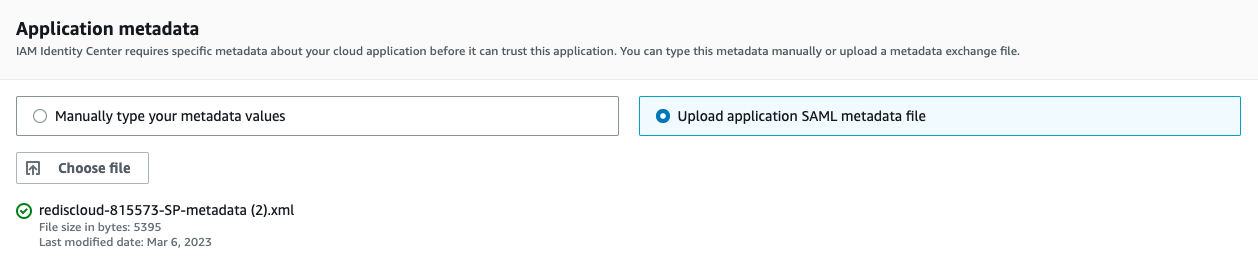 Application metadata
IAM Identity Center requires specific metadata about your cloud application before it can trust this application. You can type this metadata manually or upload a metadata exchange file.
Manually type your metadata values
Upload application SAML metadata file
Choose file
rediscloud-815573-SP-metadata (2).xml
File size in bytes: 5395
Last modified date: Mar 6, 2023